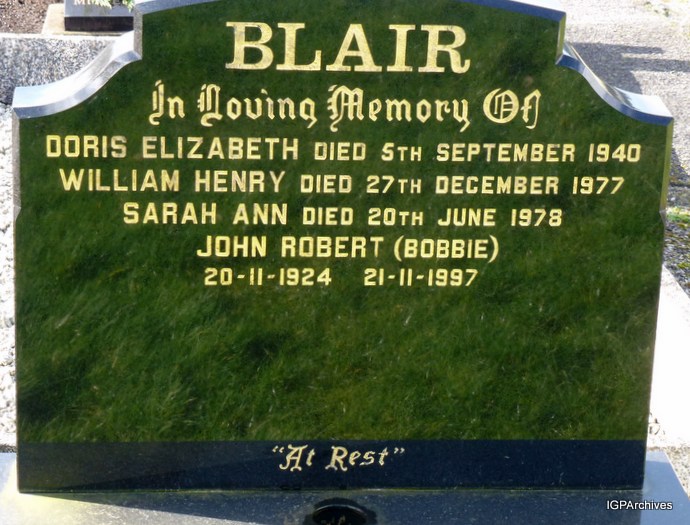 BLAIR
In Loving Memory Of
DORIS ELIZABETH DIED 5TH SEPTEMBER 1940
WILLIAM HENRY DIED 27TH DECEMBER 1977
SARAH ANN DIED 20TH JUNE 1978
JOHN ROBERT (BOBBIE)
20-11-1924 21-11-1997
"At Rest"
IGPArchives